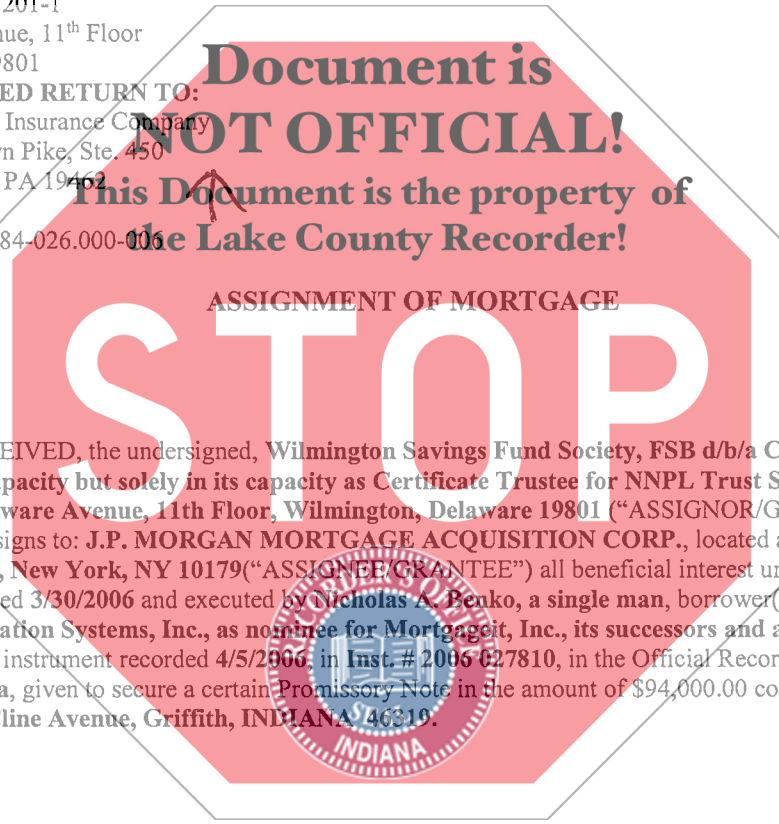 201-1
nue, 11th Floor
9801
ED RETURN TO:
Insurance Company
n Pike, Ste. 450
PA 19462
84-026.000-006
Document is
NOT OFFICIAL!
This Document is the property of
the Lake County Recorder!
ASSIGNMENT OF MORTGAGE
STOP
EIVED, the undersigned, Wilmington Savings Fund Society, FSB d/b/a C
pacity but solely in its capacity as Certificate Trustee for NNPL Trust S
ware Avenue, 11th Floor, Wilmington, Delaware 19801 ("ASSIGNOR/G
signs to: J.P. MORGAN MORTGAGE ACQUISITION CORP., located a
, New York, NY 10179("ASSIGNEE/GRANTEE") all beneficial interest un
ed 3/30/2006 and executed by Nicholas A. Benko, a single man, borrower(
ation Systems, Inc., as nominee for Mortgageit, Inc., its successors and a
instrument recorded 4/5/2006, in Inst. # 2006 027810, in the Official Recor
a, given to secure a certain Promissory Note in the amount of $94,000.00 co
line Avenue, Griffith, INDIANA 46319.
SEAL
INDIANA